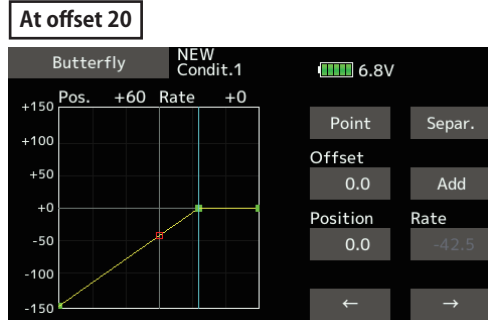 At offset 20
Butterfly
NEW
Condit.1
6.8V
Pos. +60 Rate +0
+150
+100
+50
+0
-50
-100
-150
Point Separ.
Offset
0.0 Add
Position Rate
0.0 -42.5
← →